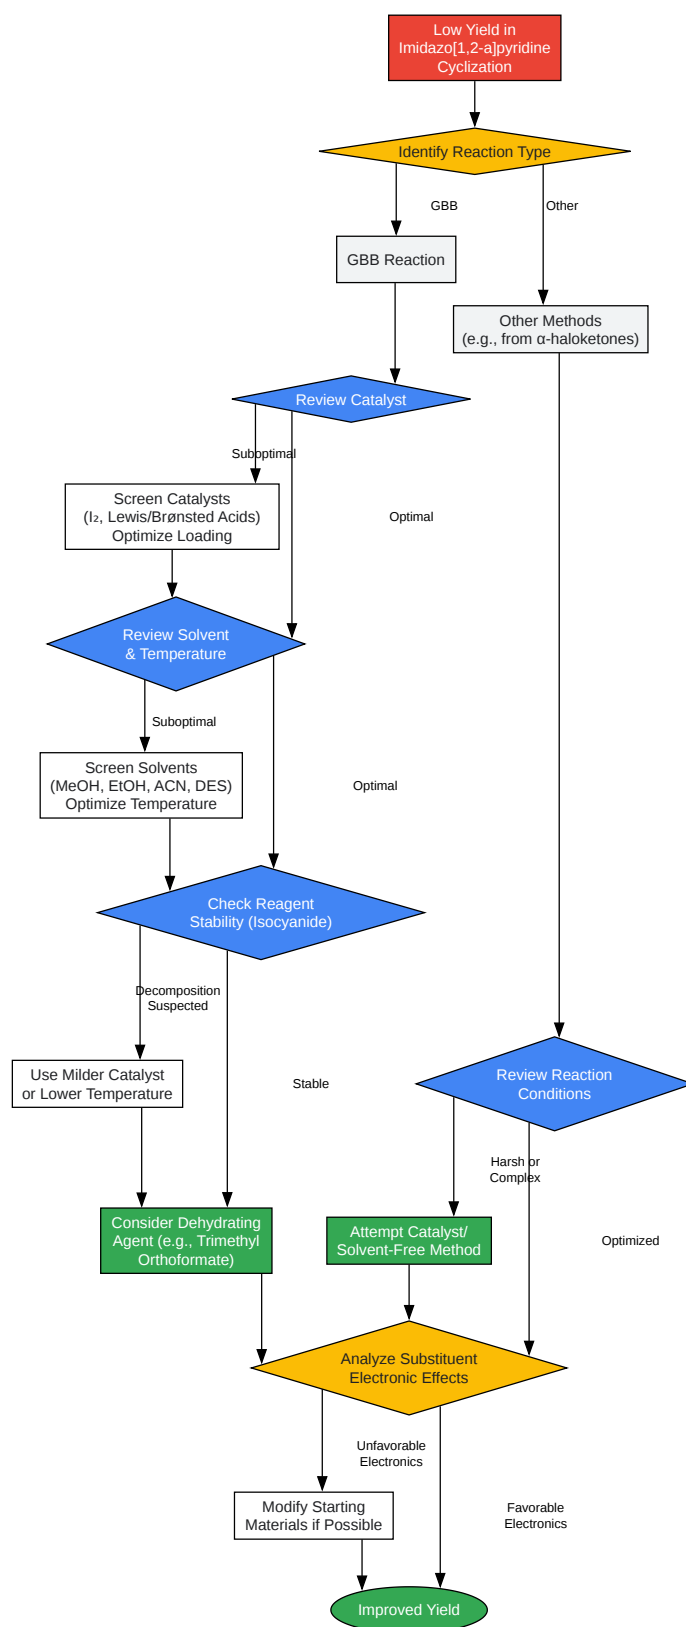 Low Yield in
Imidazo[1,2-a]pyridine
Cyclization
Identify Reaction Type
GBB
Other
GBB Reaction
Other Methods
(e.g., from α-haloketones)
Review Catalyst
Suboptimal
Screen Catalysts
(I₂, Lewis/Brønsted Acids)
Optimize Loading
Optimal
Review Solvent
& Temperature
Suboptimal
Screen Solvents
(MeOH, EtOH, ACN, DES)
Optimize Temperature
Optimal
Check Reagent
Stability (Isocyanide)
Decomposition
Suspected
Use Milder Catalyst
or Lower Temperature
Stable
Review Reaction
Conditions
Harsh or
Complex
Consider Dehydrating
Agent (e.g., Trimethyl
Orthoformate)
Attempt Catalyst/
Solvent-Free Method
Optimized
Analyze Substituent
Electronic Effects
Unfavorable
Electronics
Modify Starting
Materials if Possible
Favorable
Electronics
Improved Yield